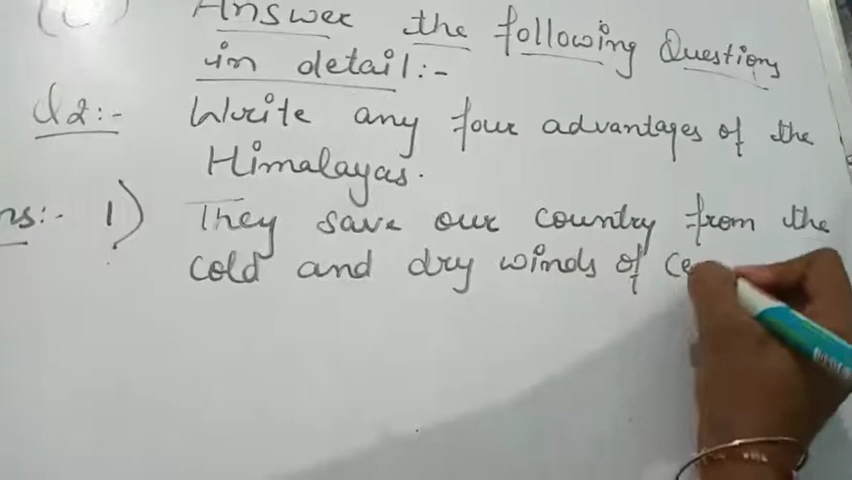 (C) Answer the following Questions
in detail:-
Q2:- Write any four advantages of the
Himalayas.
ns:- 1) They save our country from the
cold and dry winds of Ce